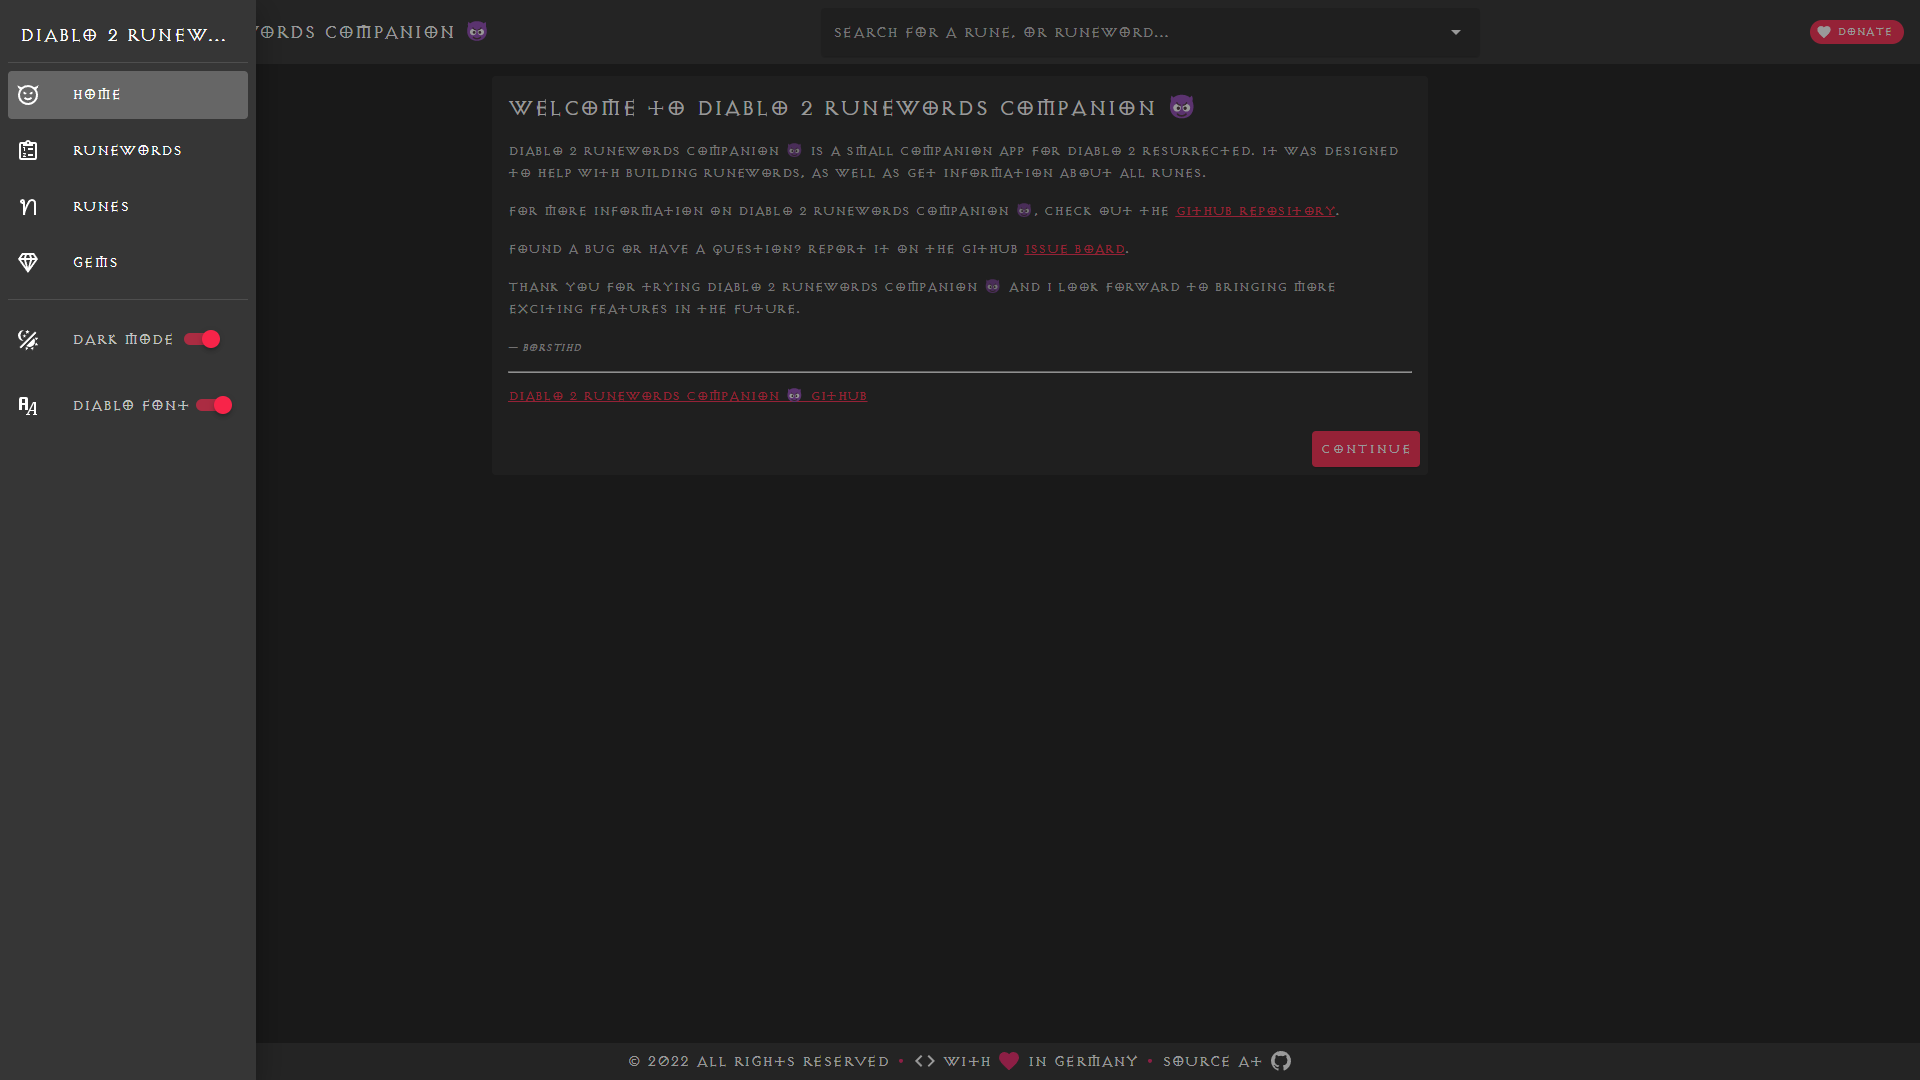 DIABLO 2 RUNEW...
HOME
RUNEWORDS
RUNES
GEMS
DARK MODE
DIABLO FONT
WORDS COMPANION 
SEARCH FOR A RUNE, OR RUNEWORD...
DONATE
WELCOME TO DIABLO 2 RUNEWORDS COMPANION 😈
DIABLO 2 RUNEWORDS COMPANION 😈 IS A SMALL COMPANION APP FOR DIABLO 2 RESURRECTED. IT WAS DESIGNED
TO HELP WITH BUILDING RUNEWORDS, AS WELL AS GET INFORMATION ABOUT ALL RUNES.
FOR MORE INFORMATION ON DIABLO 2 RUNEWORDS COMPANION 😈, CHECK OUT THE GITHUB REPOSITORY.
FOUND A BUG OR HAVE A QUESTION? REPORT IT ON THE GITHUB ISSUE BOARD.
THANK YOU FOR TRYING DIABLO 2 RUNEWORDS COMPANION 😈 AND I LOOK FORWARD TO BRINGING MORE
EXCITING FEATURES IN THE FUTURE.
— BORSTIHD
DIABLO 2 RUNEWORDS COMPANION 😈 GITHUB
CONTINUE
© 2022 ALL RIGHTS RESERVED • <> WITH ♥ IN GERMANY • SOURCE AT